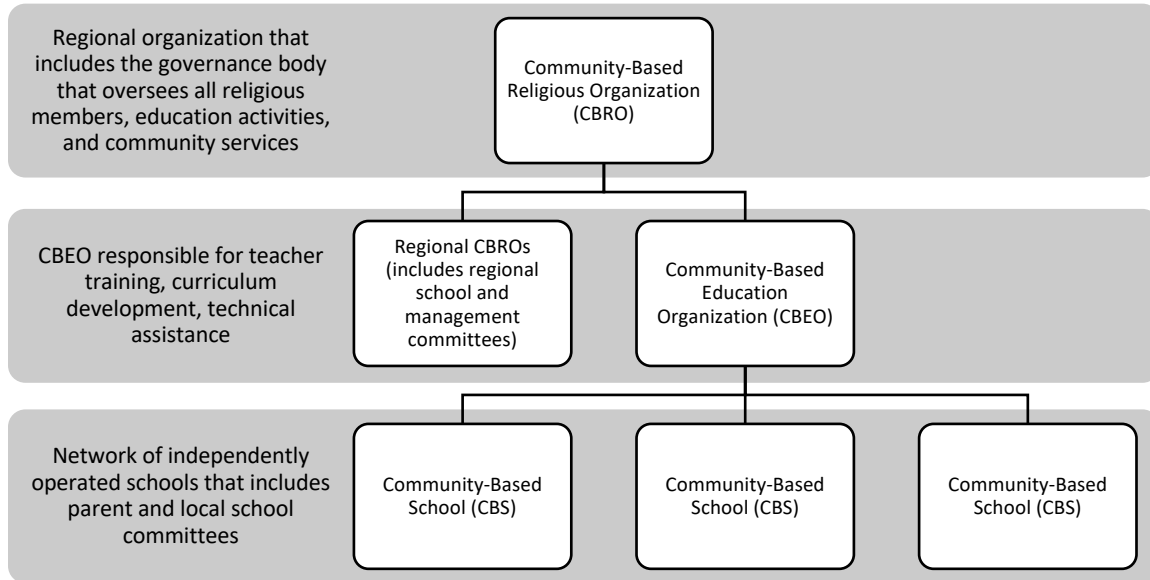 Regional organization that
includes the governance body
that oversees all religious
members, education activities,
and community services
Community-Based
Religious Organization
(CBRO)
CBEO responsible for teacher
training, curriculum
development, technical
assistance
Regional CBROs
(includes regional
school and
management
committees)
Community-Based
Education
Organization (CBEO)
Network of independently
operated schools that includes
parent and local school
committees
Community-Based
School (CBS)
Community-Based
School (CBS)
Community-Based
School (CBS)